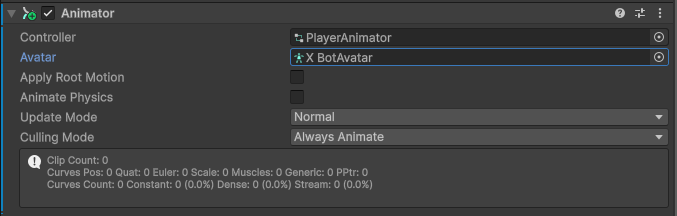 Animator
Controller PlayerAnimator
Avatar X BotAvatar
Apply Root Motion
Animate Physics
Update Mode Normal
Culling Mode Always Animate
Clip Count: 0
Curves Pos: 0 Quat: 0 Euler: 0 Scale: 0 Muscles: 0 Generic: 0 PPtr: 0
Curves Count: 0 Constant: 0 (0.0%) Dense: 0 (0.0%) Stream: 0 (0.0%)